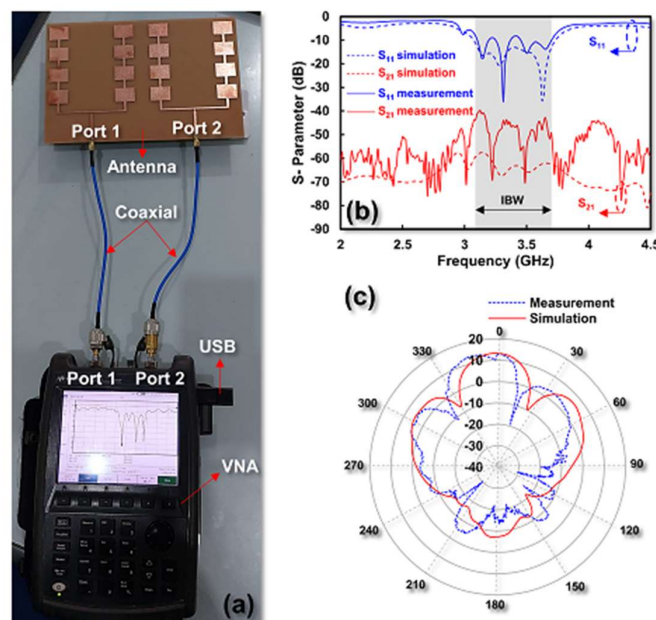 Port 1
Port 2
Antenna
Coaxial
USB
Port 1
Port 2
VNA
(a)
S- Parameter (dB)
0
-10
-20
-30
-40
-50
-60
-70
-80
-90
S11 simulation
S21 simulation
S11 measurement
S21 measurement
S11
S21
(b)
IBW
2
2.5
3
3.5
4
4.5
Frequency (GHz)
(c)
Measurement
Simulation
20
10
0
-10
-20
-30
-40
0
30
60
90
120
150
180
210
240
270
300
330